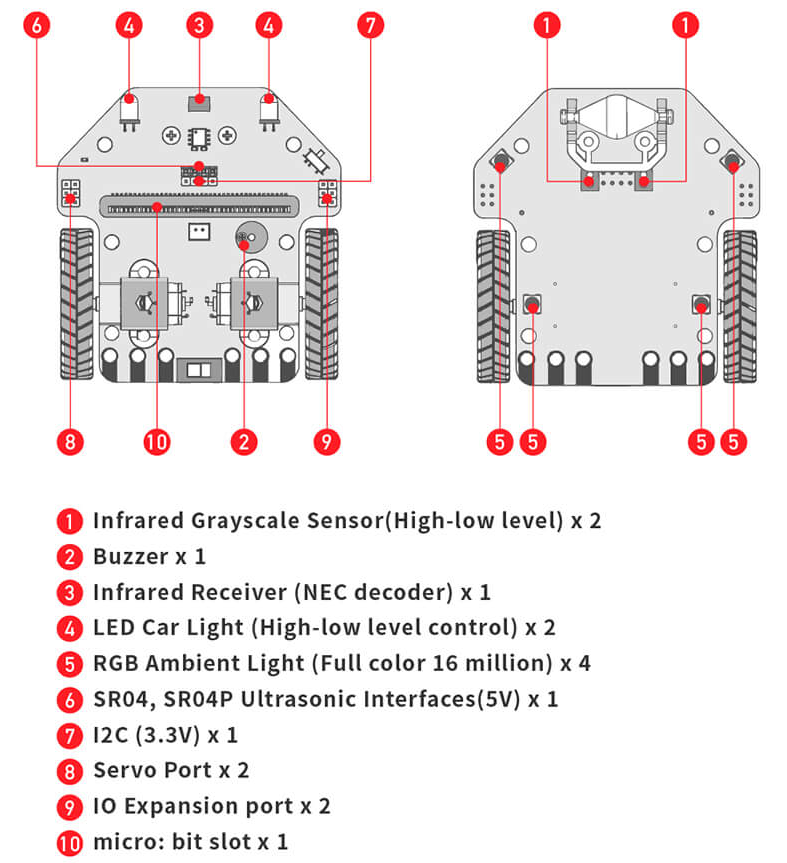 6 4 3 4 7 1 1
8 10 2 9 5 5 5 5
1 Infrared Grayscale Sensor(High-low level) x 2
2 Buzzer x 1
3 Infrared Receiver (NEC decoder) x 1
4 LED Car Light (High-low level control) x 2
5 RGB Ambient Light (Full color 16 million) x 4
6 SR04, SR04P Ultrasonic Interfaces(5V) x 1
7 I2C (3.3V) x 1
8 Servo Port x 2
9 IO Expansion port x 2
10 micro: bit slot x 1